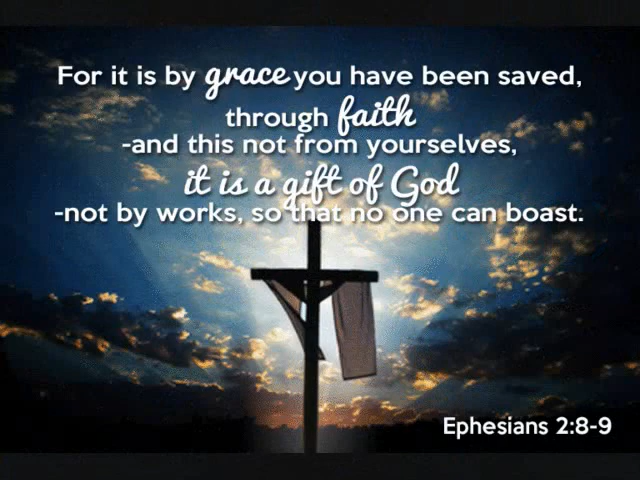 For it is by grace you have been saved,
through faith
-and this not from yourselves,
it is a gift of God
-not by works, so that no one can boast.
Ephesians 2:8-9